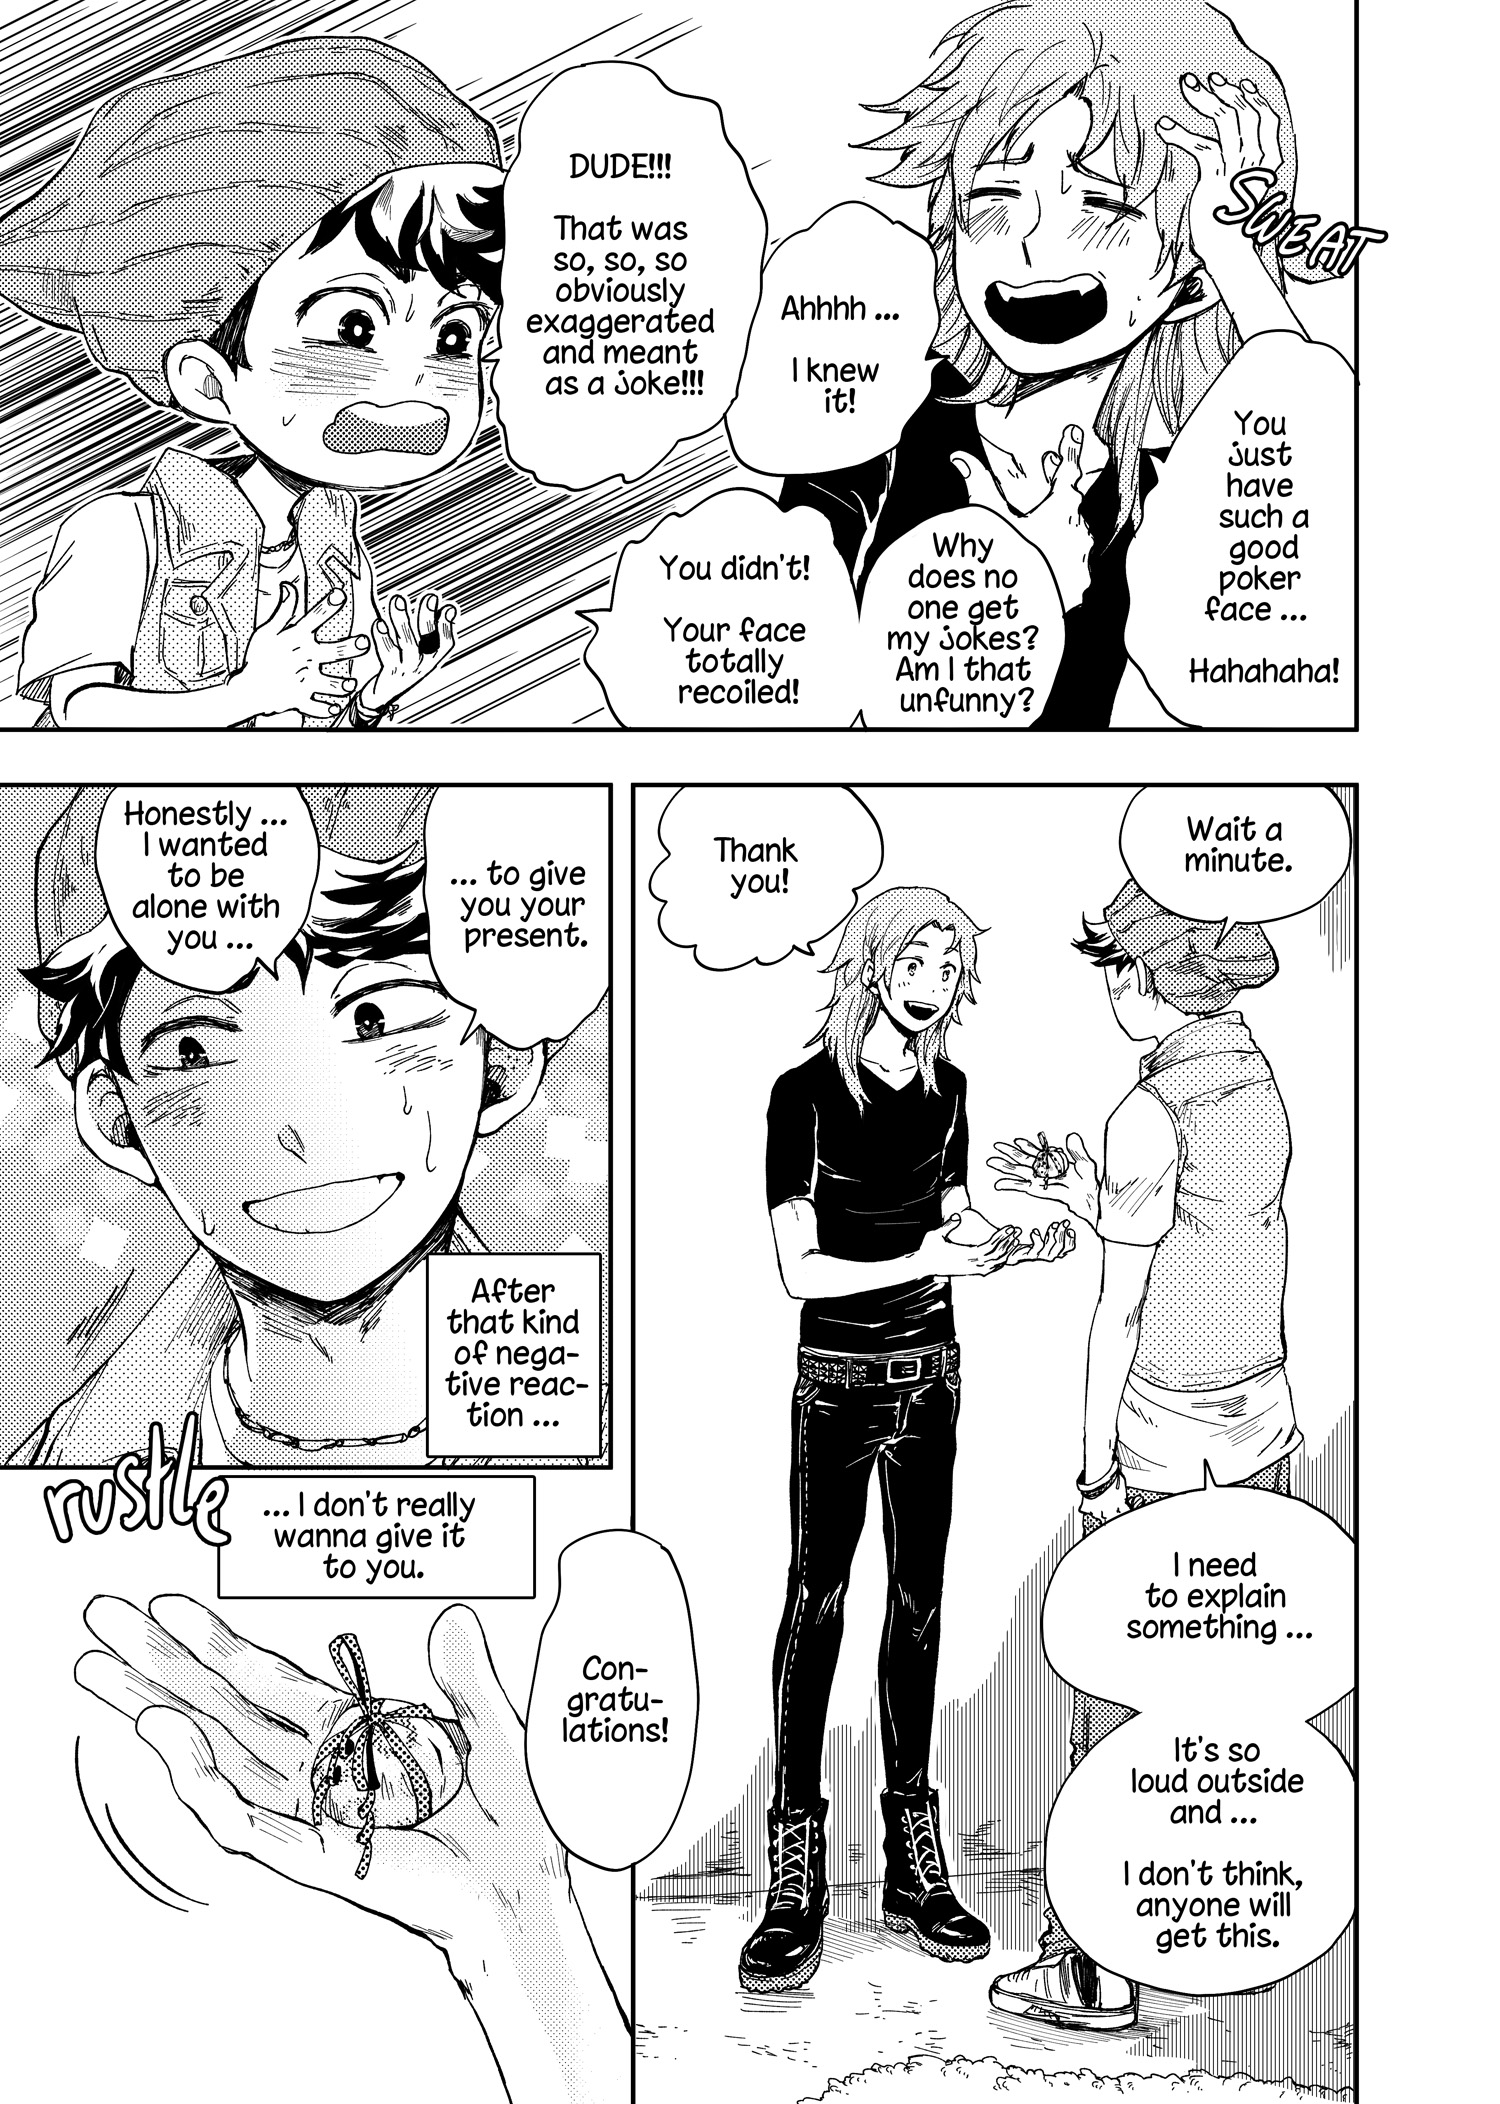 DUDE!!!
That was
so, so, so
obviously
exaggerated
and meant
as a joke!!!
Ahhhh ...
I knew
it!
SWEAT
You
just
have
such a
good
poker
face ...
Hahahaha!
You didn't!
Your face
totally
recoiled!
Why
does no
one get
my jokes?
Am I that
unfunny?
Honestly ...
I wanted
to be
alone with
you ...
... to give
you your
present.
After
that kind
of nega-
tive reac-
tion ...
rustle
... I don't really
wanna give it
to you.
Con-
gratu-
lations!
Thank
you!
Wait a
minute.
I need
to explain
something ...
It's so
loud outside
and ...
I don't think,
anyone will
get this.